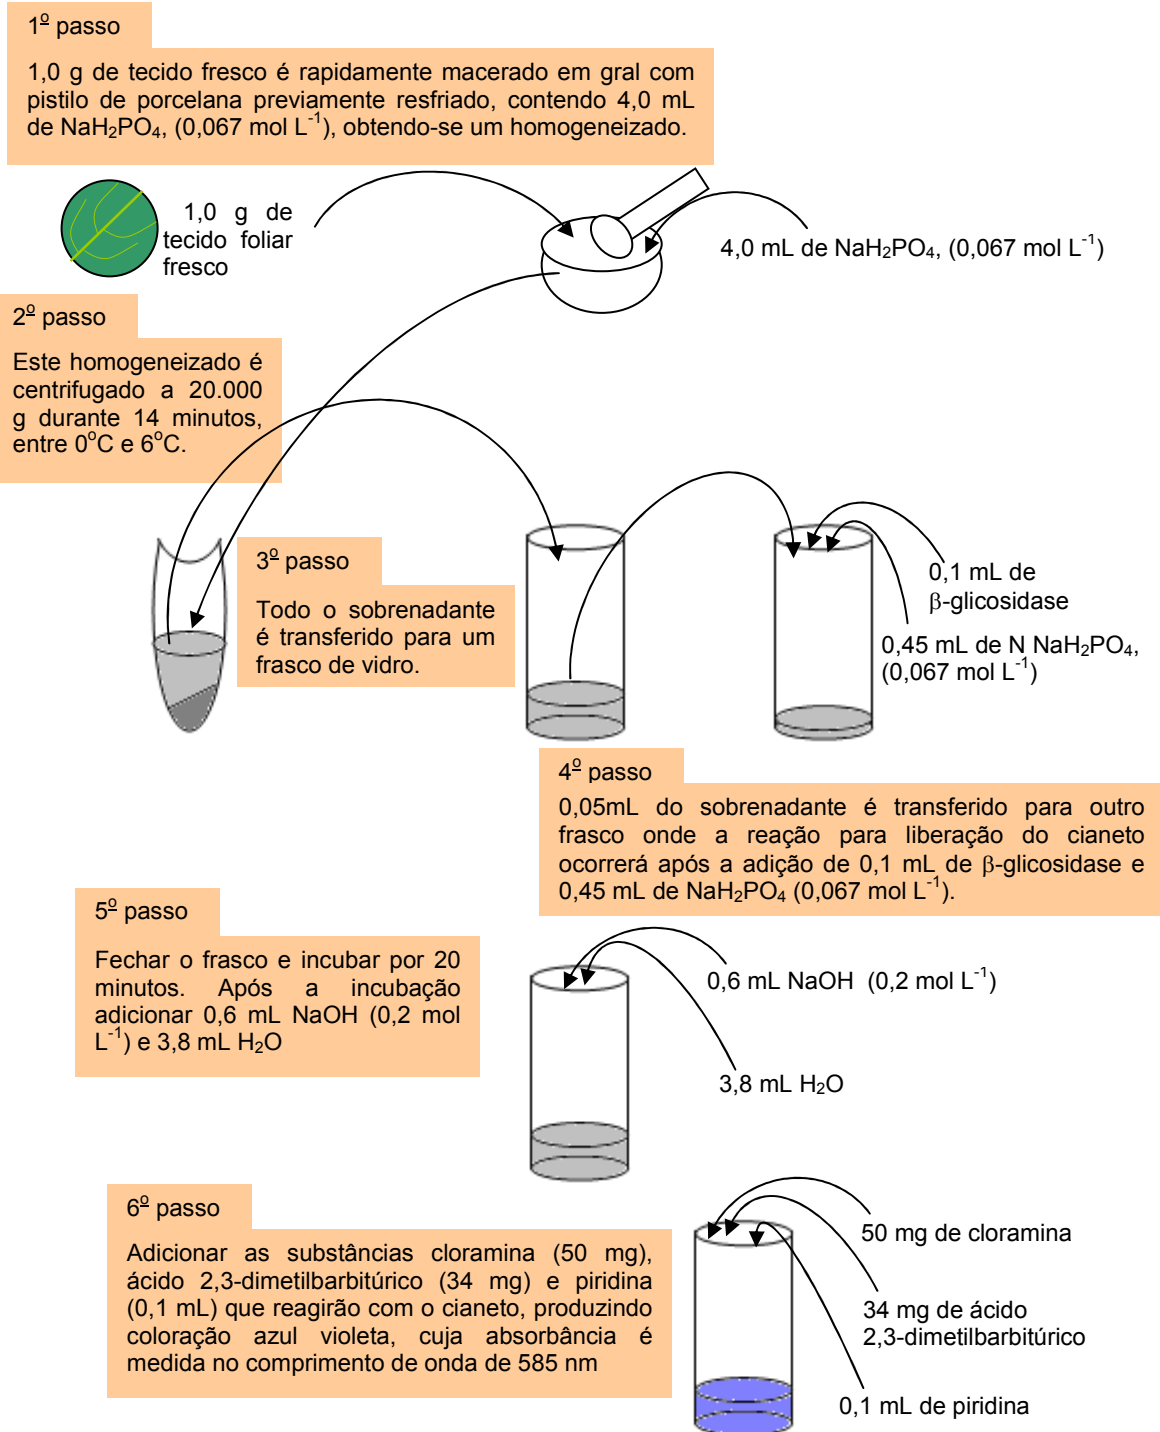 1º passo
1,0 g de tecido fresco é rapidamente macerado em gral com
pistilo de porcelana previamente resfriado, contendo 4,0 mL
de NaH₂PO₄, (0,067 mol L⁻¹), obtendo-se um homogeneizado.
1,0 g de
tecido foliar
fresco
4,0 mL de NaH₂PO₄, (0,067 mol L⁻¹)
2º passo
Este homogeneizado é
centrifugado a 20.000
g durante 14 minutos,
entre 0°C e 6°C.
3º passo
Todo o sobrenadante
é transferido para um
frasco de vidro.
0,1 mL de
β-glicosidase
0,45 mL de N NaH₂PO₄,
(0,067 mol L⁻¹)
4º passo
0,05mL do sobrenadante é transferido para outro
frasco onde a reação para liberação do cianeto
ocorrerá após a adição de 0,1 mL de β-glicosidase e
0,45 mL de NaH₂PO₄ (0,067 mol L⁻¹).
5º passo
Fechar o frasco e incubar por 20
minutos. Após a incubação
adicionar 0,6 mL NaOH (0,2 mol
L⁻¹) e 3,8 mL H₂O
0,6 mL NaOH (0,2 mol L⁻¹)
3,8 mL H₂O
6º passo
Adicionar as substâncias cloramina (50 mg),
ácido 2,3-dimetilbarbitúrico (34 mg) e piridina
(0,1 mL) que reagirão com o cianeto, produzindo
coloração azul violeta, cuja absorbância é
medida no comprimento de onda de 585 nm
50 mg de cloramina
34 mg de ácido
2,3-dimetilbarbitúrico
0,1 mL de piridina